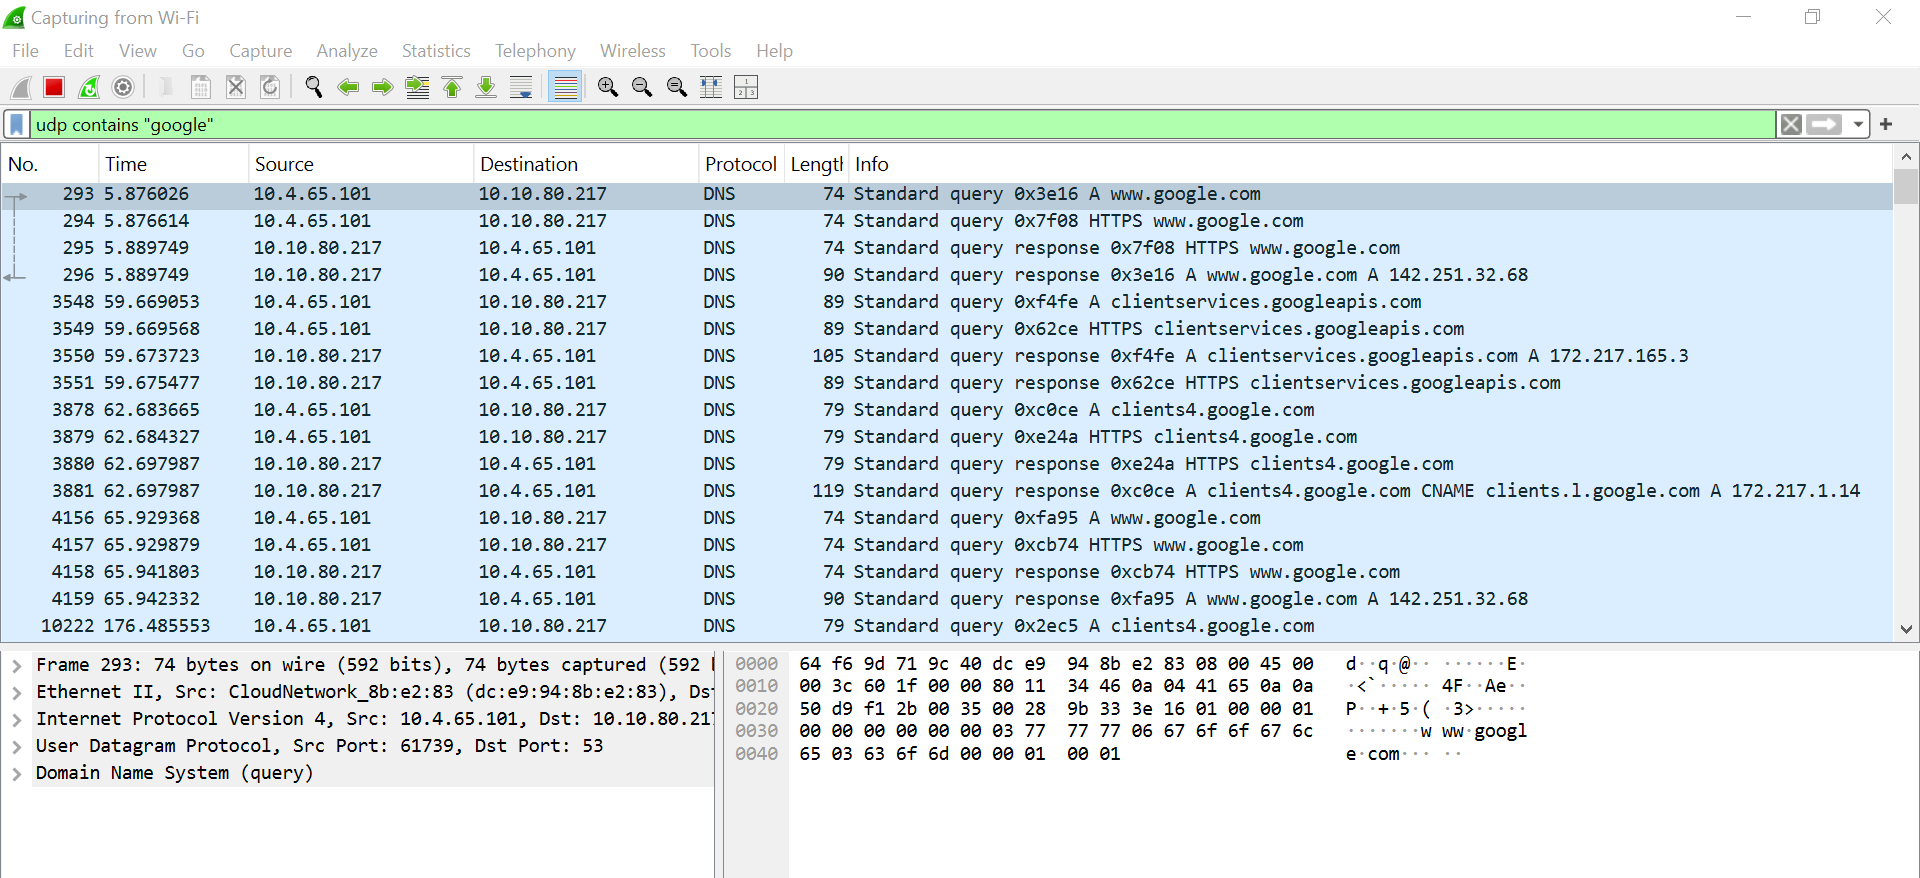 Capturing from Wi-Fi
File Edit View Go Capture Analyze Statistics Telephony Wireless Tools Help
udp contains "google"
No. Time Source Destination Protocol Length Info
293 5.876026 10.4.65.101 10.10.80.217 DNS 74 Standard query 0x3e16 A www.google.com
294 5.876614 10.4.65.101 10.10.80.217 DNS 74 Standard query 0x7f08 HTTPS www.google.com
295 5.889749 10.10.80.217 10.4.65.101 DNS 74 Standard query response 0x7f08 HTTPS www.google.com
296 5.889749 10.10.80.217 10.4.65.101 DNS 90 Standard query response 0x3e16 A www.google.com A 142.251.32.68
3548 59.669053 10.4.65.101 10.10.80.217 DNS 89 Standard query 0xf4fe A clientservices.googleapis.com
3549 59.669568 10.4.65.101 10.10.80.217 DNS 89 Standard query 0x62ce HTTPS clientservices.googleapis.com
3550 59.673723 10.10.80.217 10.4.65.101 DNS 105 Standard query response 0xf4fe A clientservices.googleapis.com A 172.217.165.3
3551 59.675477 10.10.80.217 10.4.65.101 DNS 89 Standard query response 0x62ce HTTPS clientservices.googleapis.com
3878 62.683665 10.4.65.101 10.10.80.217 DNS 79 Standard query 0xc0ce A clients4.google.com
3879 62.684327 10.4.65.101 10.10.80.217 DNS 79 Standard query 0xe24a HTTPS clients4.google.com
3880 62.697987 10.10.80.217 10.4.65.101 DNS 79 Standard query response 0xe24a HTTPS clients4.google.com
3881 62.697987 10.10.80.217 10.4.65.101 DNS 119 Standard query response 0xc0ce A clients4.google.com CNAME clients.l.google.com A 172.217.1.14
4156 65.929368 10.4.65.101 10.10.80.217 DNS 74 Standard query 0xfa95 A www.google.com
4157 65.929879 10.4.65.101 10.10.80.217 DNS 74 Standard query 0xcb74 HTTPS www.google.com
4158 65.941803 10.10.80.217 10.4.65.101 DNS 74 Standard query response 0xcb74 HTTPS www.google.com
4159 65.942332 10.10.80.217 10.4.65.101 DNS 90 Standard query response 0xfa95 A www.google.com A 142.251.32.68
10222 176.485553 10.4.65.101 10.10.80.217 DNS 79 Standard query 0x2ec5 A clients4.google.com
Frame 293: 74 bytes on wire (592 bits), 74 bytes captured (592 
Ethernet II, Src: CloudNetwork_8b:e2:83 (dc:e9:94:8b:e2:83), Dst
Internet Protocol Version 4, Src: 10.4.65.101, Dst: 10.10.80.217
User Datagram Protocol, Src Port: 61739, Dst Port: 53
Domain Name System (query)
0000 64 f6 9d 71 9c 40 dc e9 94 8b e2 83 08 00 45 00 d··q·@·· ······E·
0010 00 3c 60 1f 00 00 80 11 34 46 0a 04 41 65 0a 0a ·<`····· 4F··Ae··
0020 50 d9 f1 2b 00 35 00 28 9b 33 3e 16 01 00 00 01 P··+·5·( ·3>·····
0030 00 00 00 00 00 00 03 77 77 77 06 67 6f 6f 67 6c ·······w ww·googl
0040 65 03 63 6f 6d 00 00 01 00 01 e·com··· ··